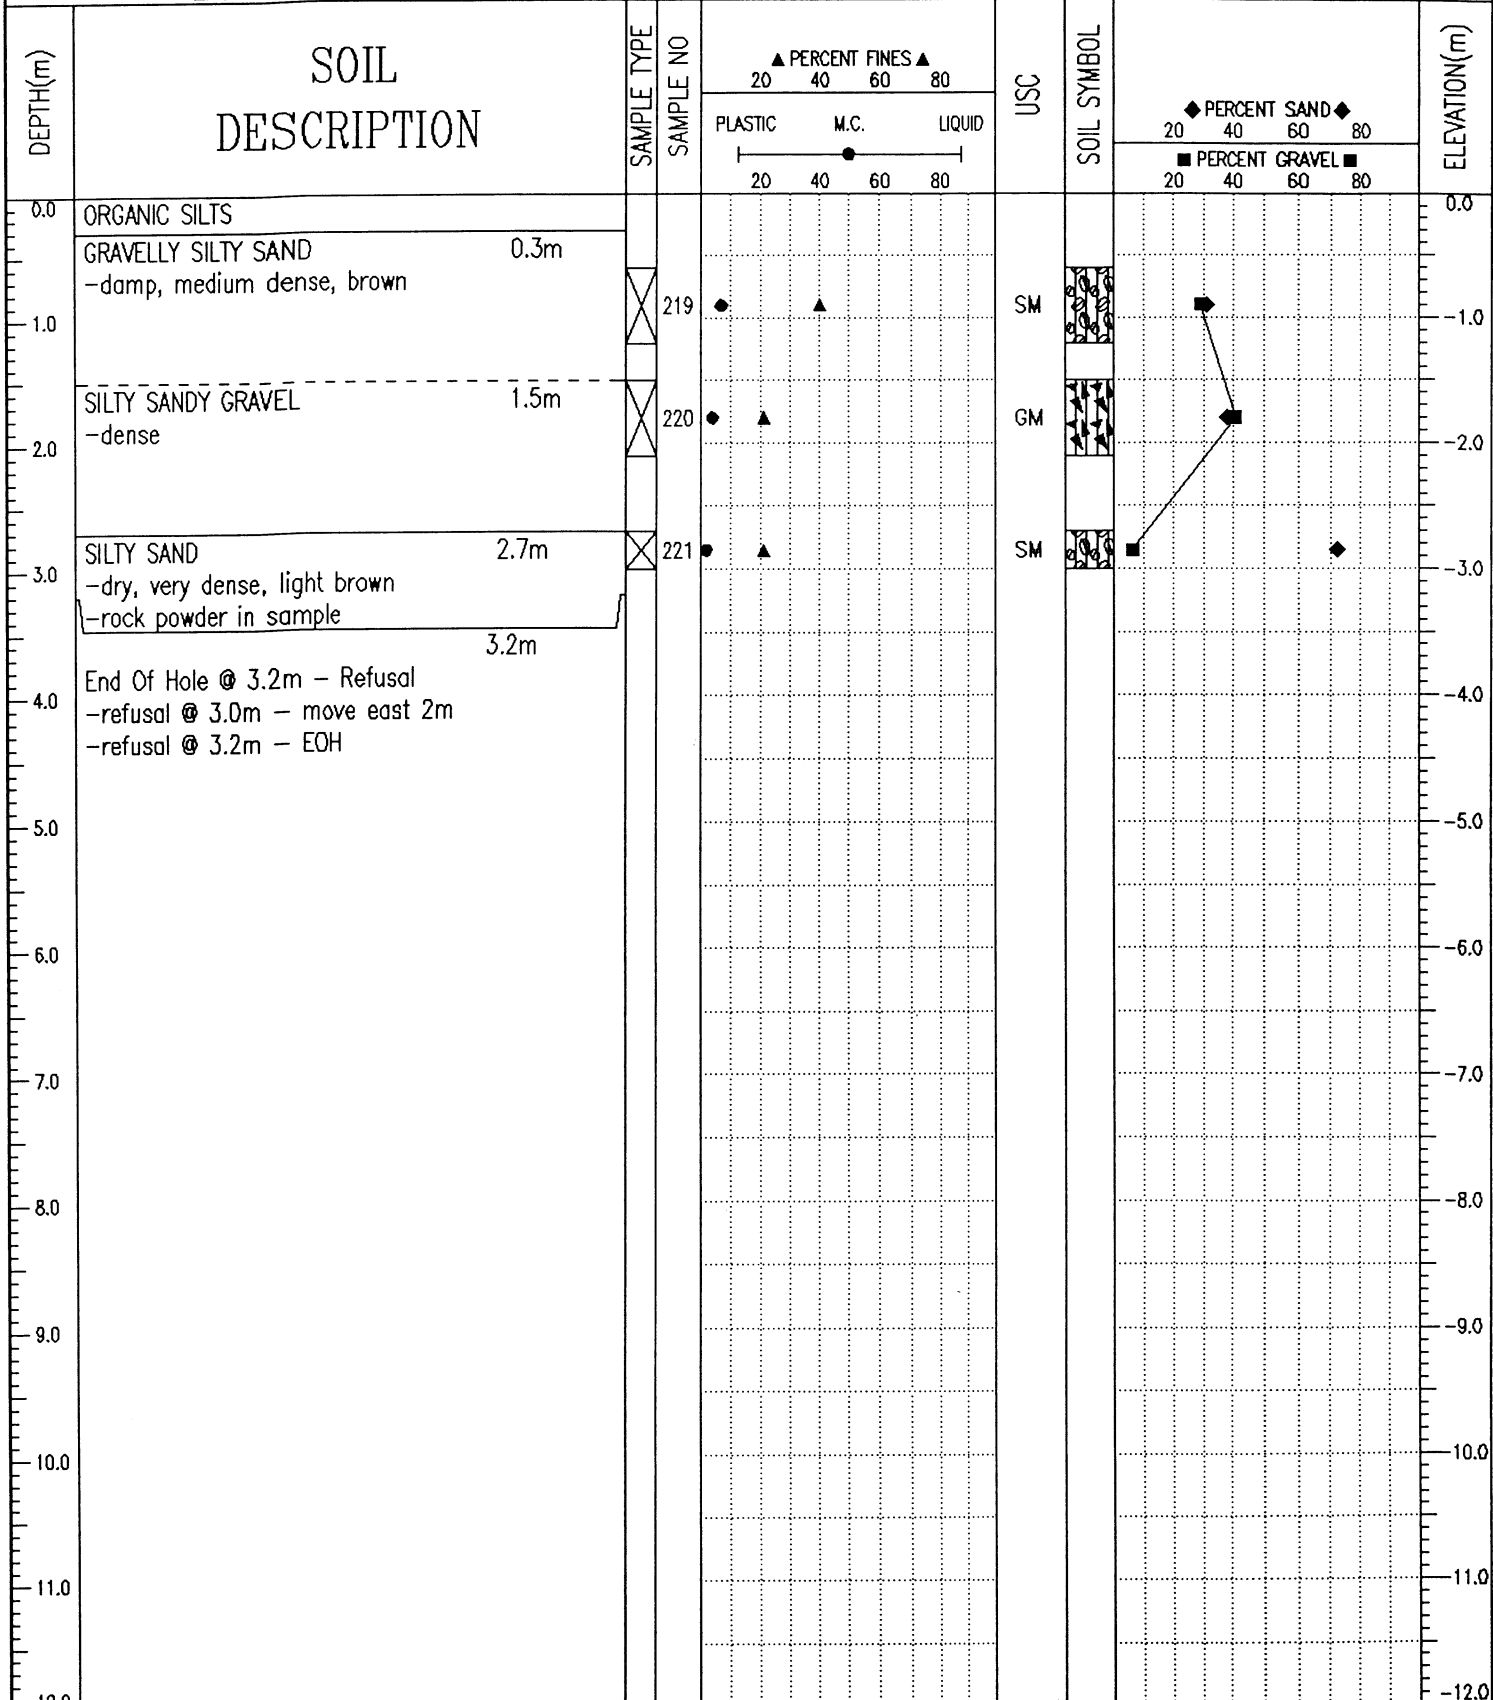 DEPTH(m)
SOIL
DESCRIPTION
SAMPLE TYPE
SAMPLE NO
▲ PERCENT FINES ▲
20 40 60 80
PLASTIC M.C. LIQUID
20 40 60 80
USC
SOIL SYMBOL
◆ PERCENT SAND ◆
20 40 60 80
■ PERCENT GRAVEL ■
20 40 60 80
ELEVATION(m)
0.0 ORGANIC SILTS 0.0
GRAVELLY SILTY SAND 0.3m
-damp, medium dense, brown
219 SM
1.0 -1.0
SILTY SANDY GRAVEL 1.5m
220 GM
-dense
2.0 -2.0
SILTY SAND 2.7m 221 SM
3.0 -dry, very dense, light brown -3.0
-rock powder in sample
3.2m
End Of Hole @ 3.2m - Refusal
4.0 -refusal @ 3.0m - move east 2m -4.0
-refusal @ 3.2m - EOH
5.0 -5.0
6.0 -6.0
7.0 -7.0
8.0 -8.0
9.0 -9.0
10.0 -10.0
11.0 -11.0
-12.0